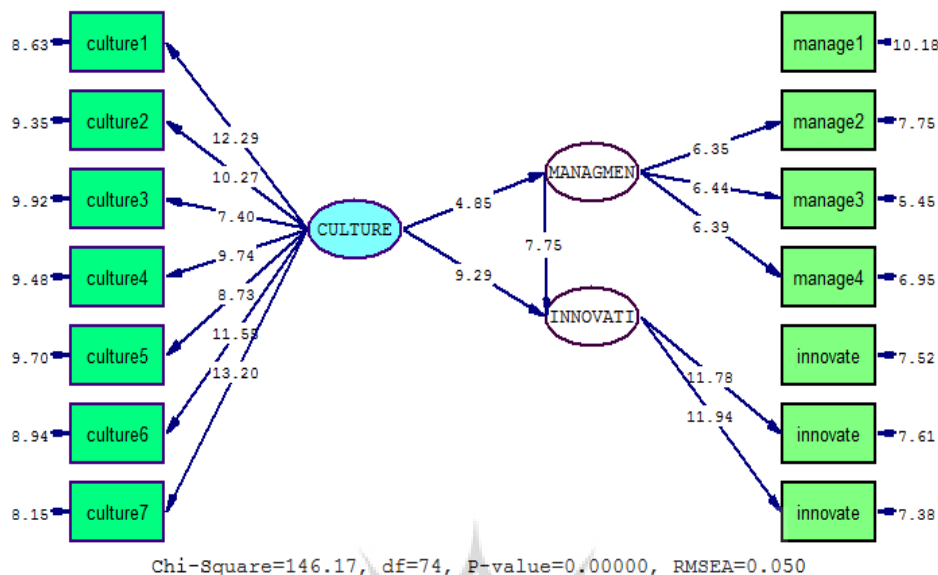 8.63 culture1
9.35 culture2
9.92 culture3
9.48 culture4
9.70 culture5
8.94 culture6
8.15 culture7
12.29
10.27
7.40
9.74
8.73
11.55
13.20
CULTURE
4.85
9.29
MANAGMEN
7.75
INNOVATI
6.35
6.44
6.39
11.78
11.94
manage1 10.18
manage2 7.75
manage3 5.45
manage4 6.95
innovate 7.52
innovate 7.61
innovate 7.38
Chi-Square=146.17, df=74, P-value=0.00000, RMSEA=0.050